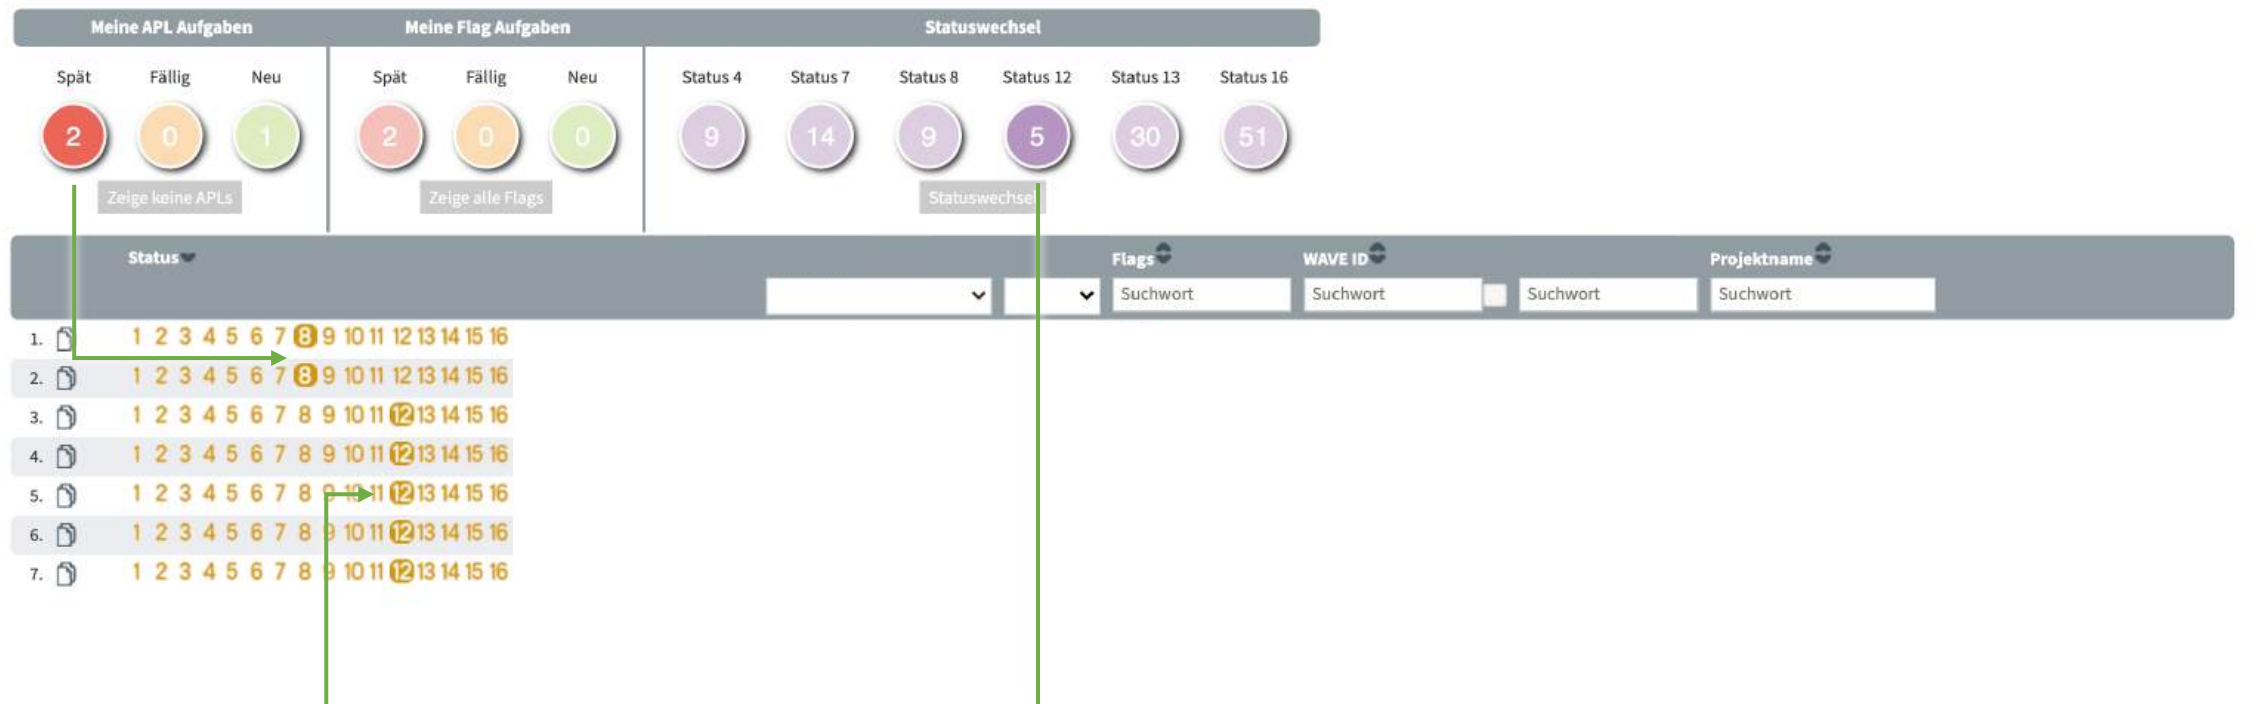 Meine APL Aufgaben Meine Flag Aufgaben Statuswechsel
Spät Fällig Neu Spät Fällig Neu Status 4 Status 7 Status 8 Status 12 Status 13 Status 16
2 0 1 2 0 0 9 14 9 5 30 51
Zeige keine APLs Zeige alle Flags Statuswechsel
Status Flags WAVE ID Projektname
Suchwort Suchwort Suchwort Suchwort
1. 1 2 3 4 5 6 7 8 9 10 11 12 13 14 15 16
2. 1 2 3 4 5 6 7 8 9 10 11 12 13 14 15 16
3. 1 2 3 4 5 6 7 8 9 10 11 12 13 14 15 16
4. 1 2 3 4 5 6 7 8 9 10 11 12 13 14 15 16
5. 1 2 3 4 5 6 7 8 9 10 11 12 13 14 15 16
6. 1 2 3 4 5 6 7 8 9 10 11 12 13 14 15 16
7. 1 2 3 4 5 6 7 8 9 10 11 12 13 14 15 16